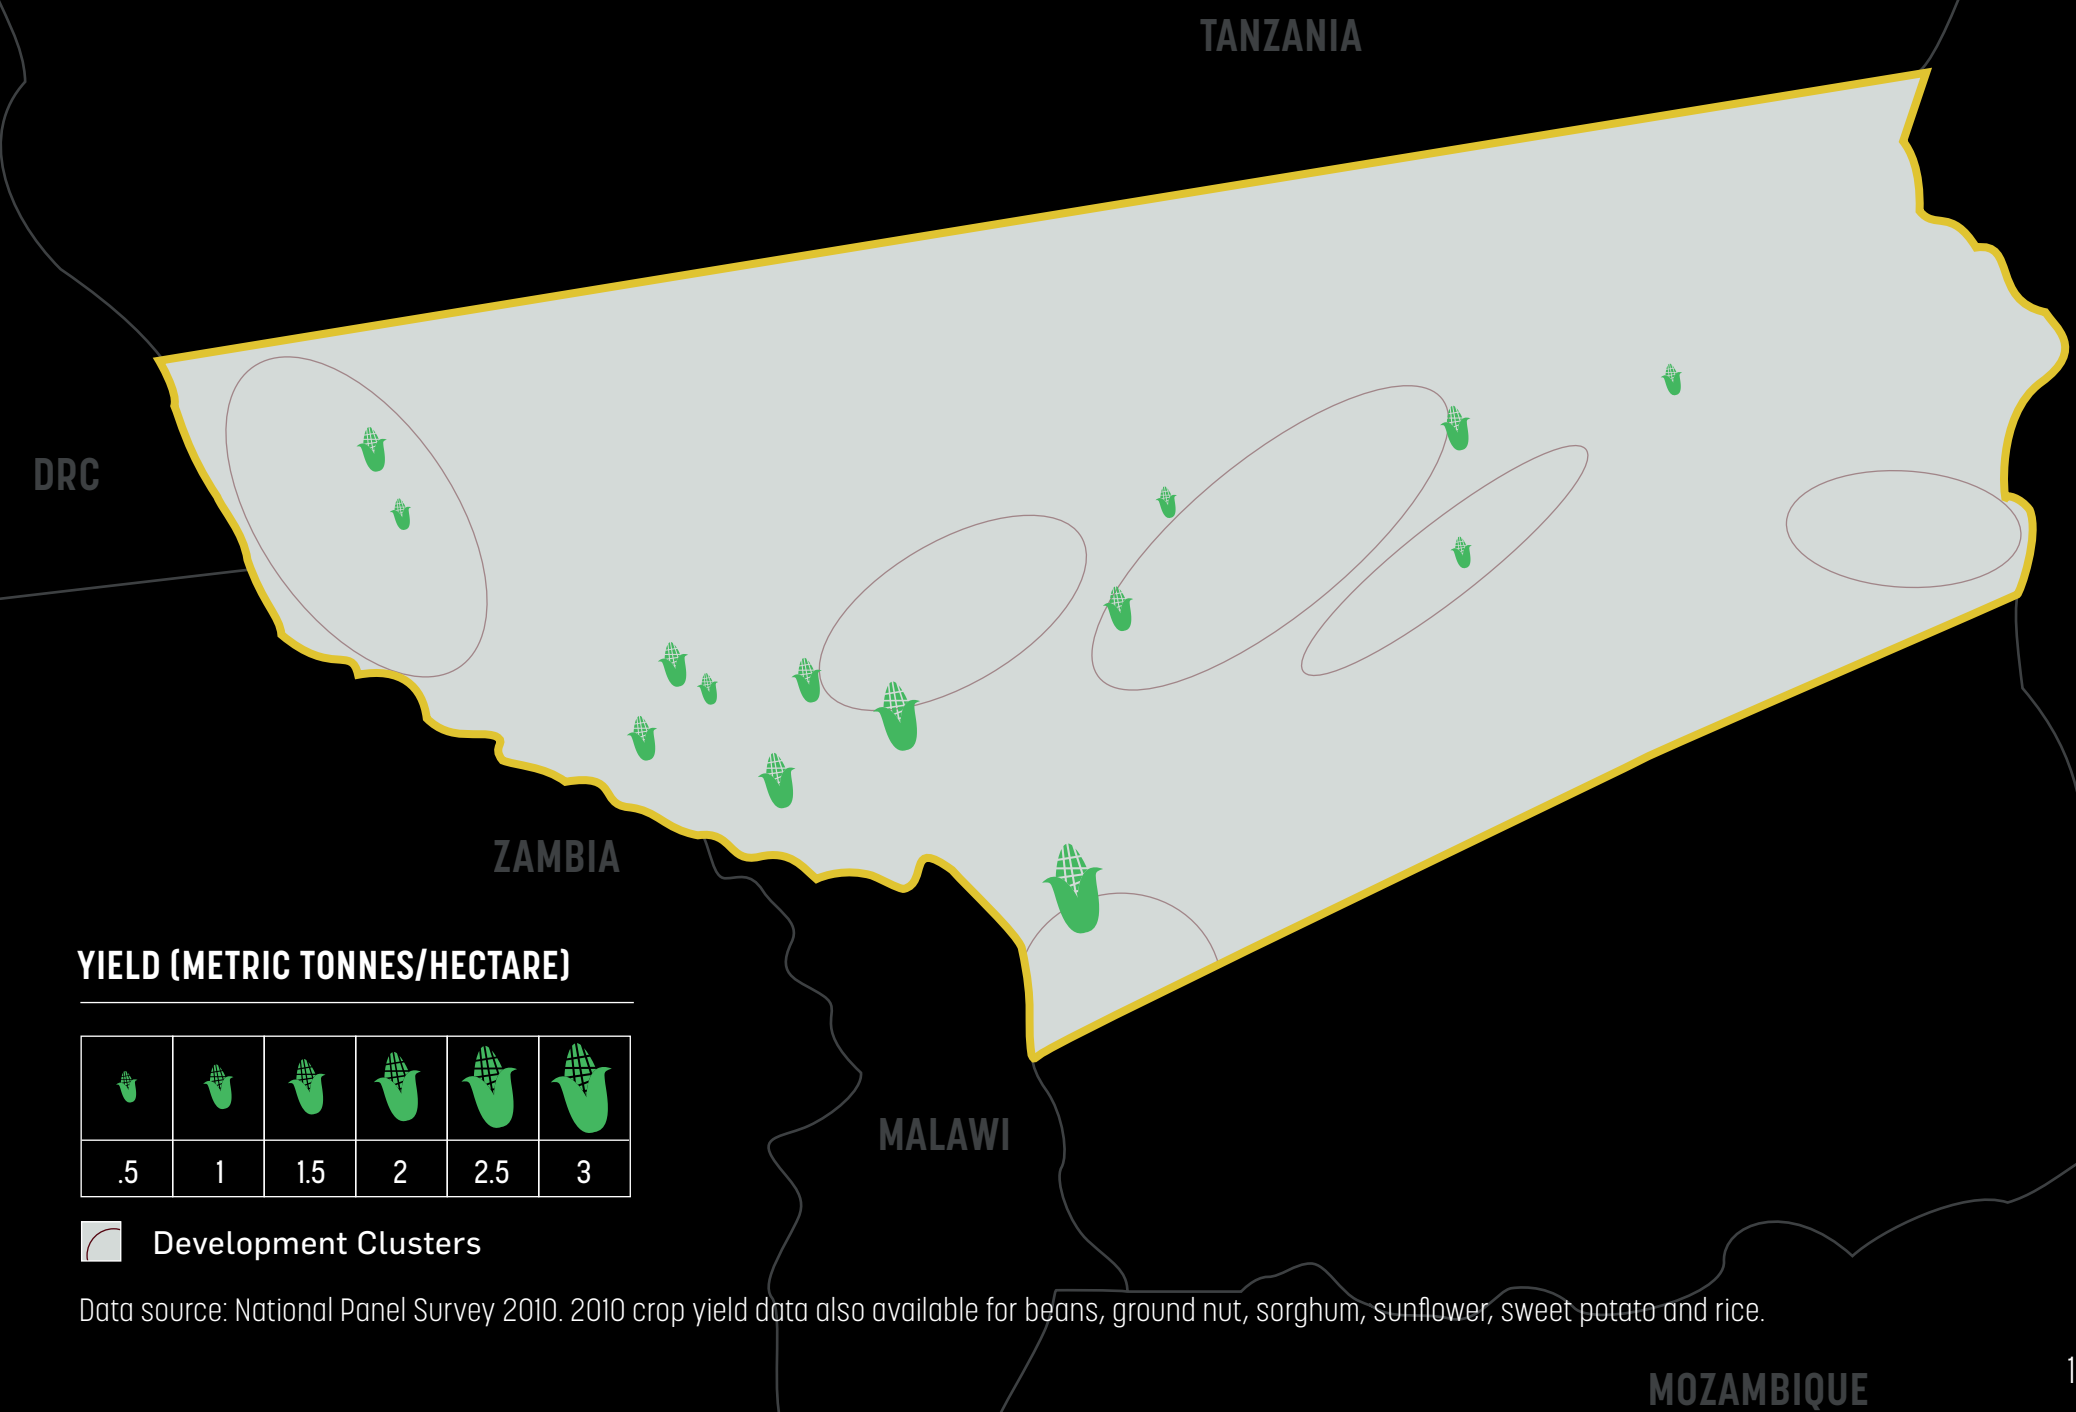 TANZANIA
DRC
ZAMBIA
YIELD (METRIC TONNES/HECTARE)
.5 1 1.5 2 2.5 3
MALAWI
Development Clusters
Data source: National Panel Survey 2010. 2010 crop yield data also available for beans, ground nut, sorghum, sunflower, sweet potato and rice.
1
MOZAMBIQUE